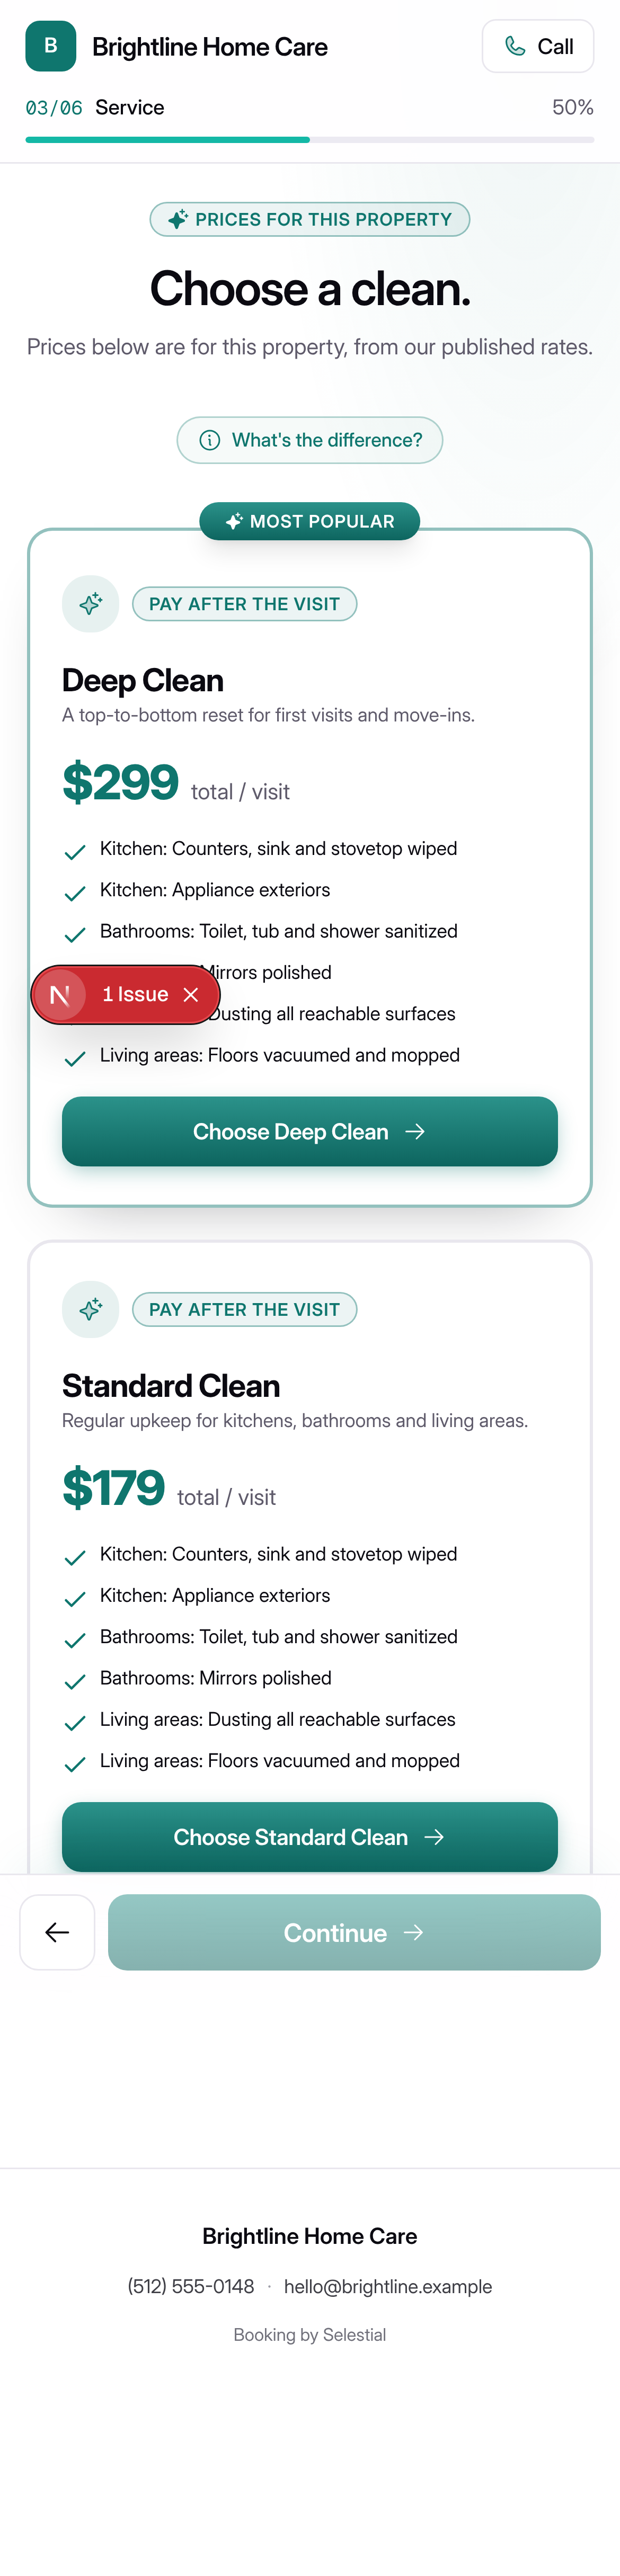 B
Brightline Home Care
Call
03/06 Service
50%
PRICES FOR THIS PROPERTY
Choose a clean.
Prices below are for this property, from our published rates.
What's the difference?
MOST POPULAR
PAY AFTER THE VISIT
Deep Clean
A top-to-bottom reset for first visits and move-ins.
$299 total / visit
Kitchen: Counters, sink and stovetop wiped
Kitchen: Appliance exteriors
Bathrooms: Toilet, tub and shower sanitized
Mirrors polished
N 1 Issue
Dusting all reachable surfaces
Living areas: Floors vacuumed and mopped
Choose Deep Clean
PAY AFTER THE VISIT
Standard Clean
Regular upkeep for kitchens, bathrooms and living areas.
$179 total / visit
Kitchen: Counters, sink and stovetop wiped
Kitchen: Appliance exteriors
Bathrooms: Toilet, tub and shower sanitized
Bathrooms: Mirrors polished
Living areas: Dusting all reachable surfaces
Living areas: Floors vacuumed and mopped
Choose Standard Clean
Continue
Brightline Home Care
(512) 555-0148 · hello@brightline.example
Booking by Selestial